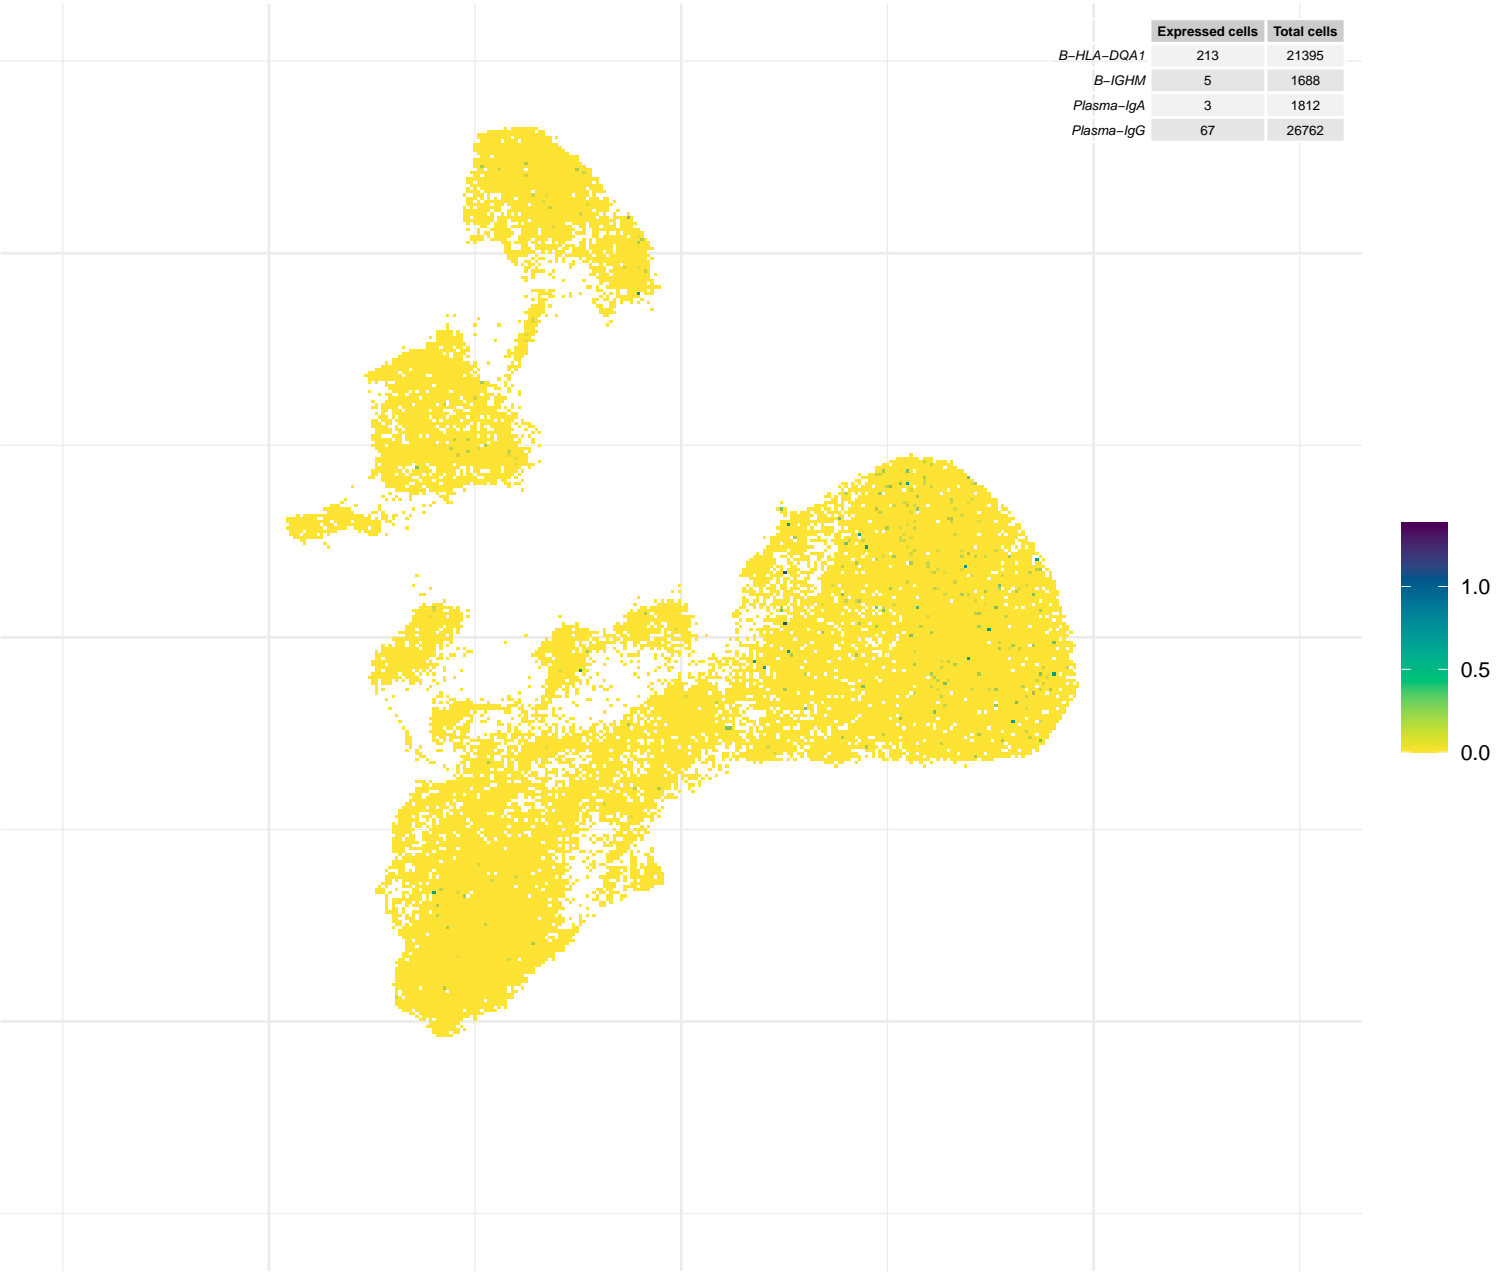 Expressed cells Total cells
B−HLA−DQA1 213 21395
B−IGHM 5 1688
Plasma−IgA 3 1812
Plasma−IgG 67 26762
1.0
0.5
0.0